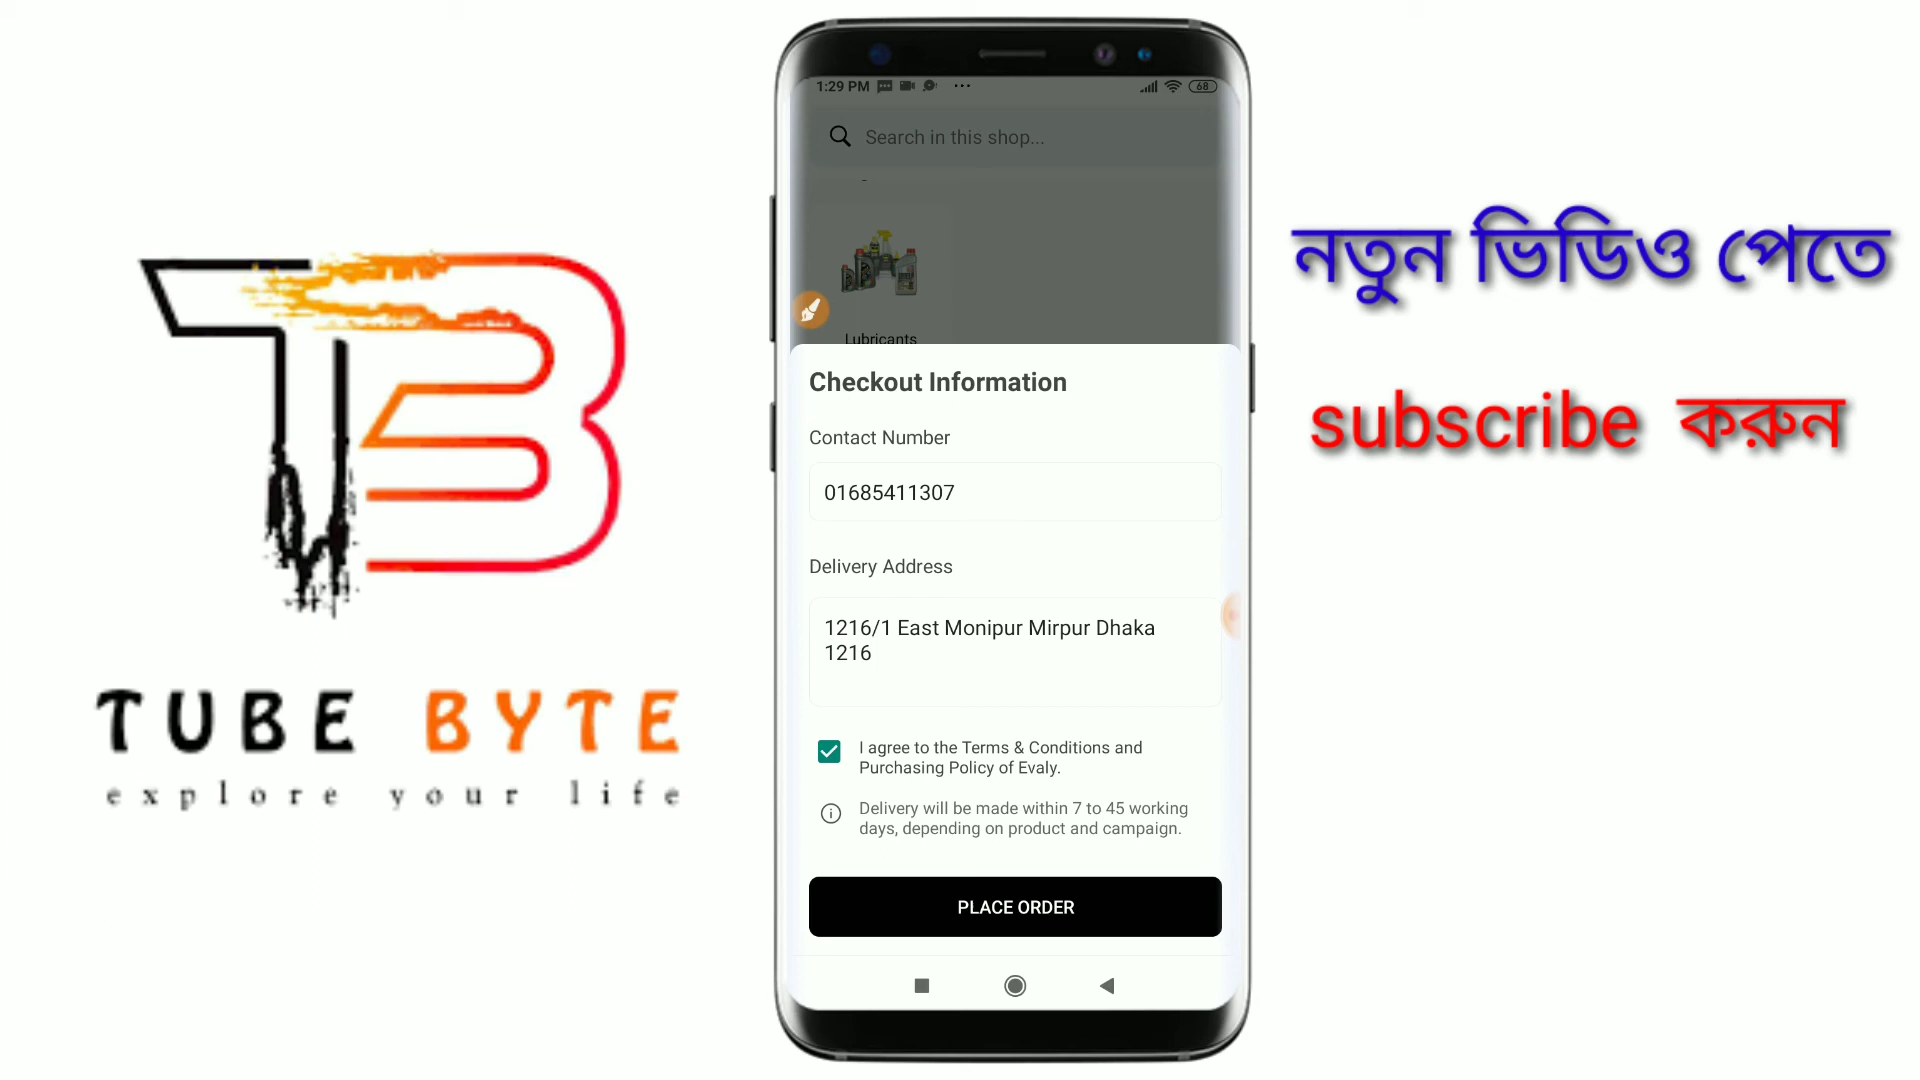 TUBE BYTE
explore your life
1:29 PM
68
Search in this shop...
Lubricants
Checkout Information
Contact Number
01685411307
Delivery Address
1216/1 East Monipur Mirpur Dhaka
1216
I agree to the Terms & Conditions and
Purchasing Policy of Evaly.
Delivery will be made within 7 to 45 working
days, depending on product and campaign.
PLACE ORDER
নতুন ভিডিও পেতে
subscribe করুন